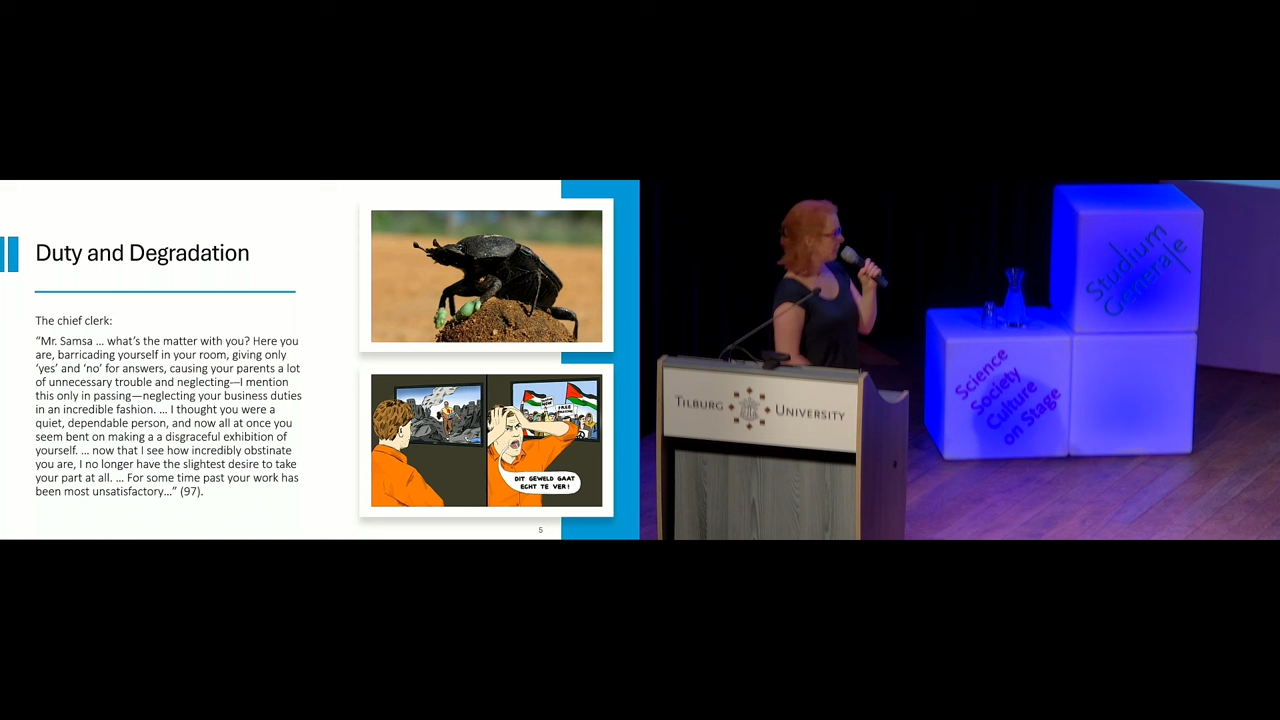 Duty and Degradation
The chief clerk:
“Mr. Samsa … what’s the matter with you? Here you
are, barricading yourself in your room, giving only
‘yes’ and ‘no’ for answers, causing your parents a lot
of unnecessary trouble and neglecting—I mention
this only in passing—neglecting your business duties
in an incredible fashion. … I thought you were a
quiet, dependable person, and now all at once you
seem bent on making a a disgraceful exhibition of
yourself. … now that I see how incredibly obstinate
you are, I no longer have the slightest desire to take
your part at all. … For some time past your work has
been most unsatisfactory…” (97).
DIT GEWELD GAAT
ECHT TE VER!
5
TILBURG UNIVERSITY
Studium
Generale
Science
Society
Culture
on Stage